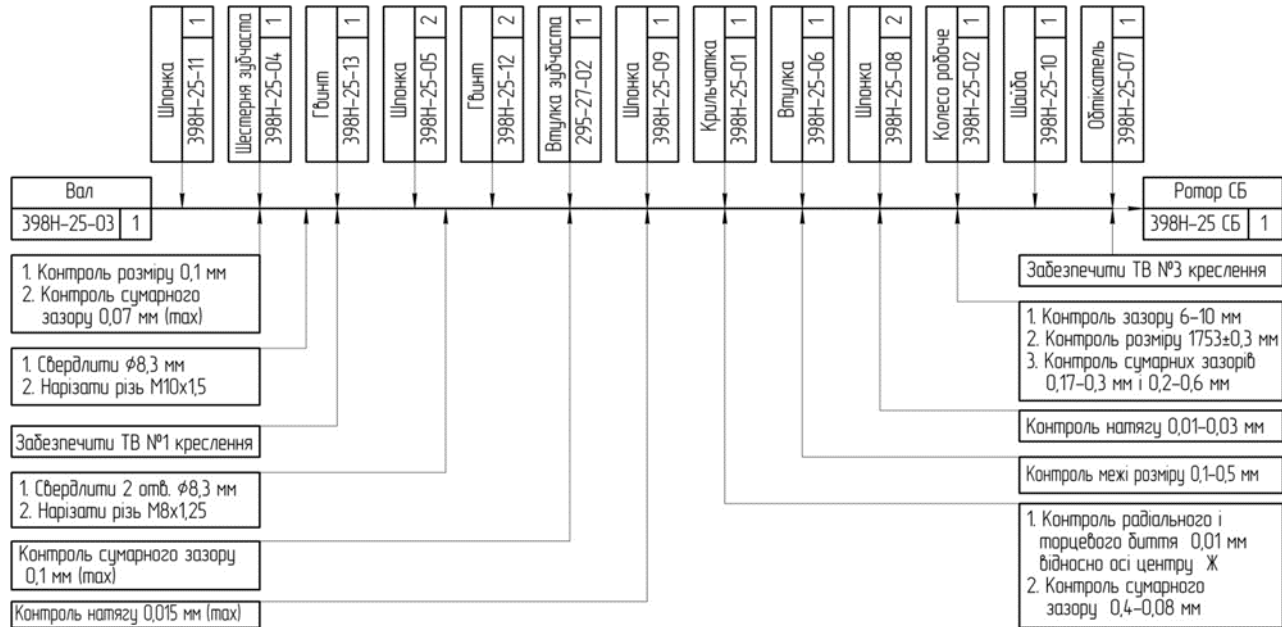 Шпонка
398Н-25-11
1
Шестерня зубчаста
398Н-25-04
1
Гвинт
398Н-25-13
1
Шпонка
398Н-25-05
2
Гвинт
398Н-25-12
2
Втулка зубчаста
295-27-02
1
Шпонка
398Н-25-09
1
Крильчатка
398Н-25-01
1
Втулка
398Н-25-06
1
Шпонка
398Н-25-08
2
Колесо робоче
398Н-25-02
1
Шайба
398Н-25-10
1
Обтікатель
398Н-25-07
1
Вал
398Н-25-03 1
Ротор СБ
398Н-25 СБ 1
1. Контроль розміру 0,1 мм
2. Контроль сумарного
зазору 0,07 мм (max)
1. Свердлити ϕ8,3 мм
2. Нарізати різь М10х1,5
Забезпечити ТВ №1 креслення
1. Свердлити 2 отв. ϕ8,3 мм
2. Нарізати різь М8х1,25
Контроль сумарного зазору
0,1 мм (max)
Контроль натягу 0,015 мм (max)
Забезпечити ТВ №3 креслення
1. Контроль зазору 6-10 мм
2. Контроль розміру 1753±0,3 мм
3. Контроль сумарних зазорів
0,17-0,3 мм і 0,2-0,6 мм
Контроль натягу 0,01-0,03 мм
Контроль межі розміру 0,1-0,5 мм
1. Контроль радіального і
торцевого биття 0,01 мм
відносно осі центру Ж
2. Контроль сумарного
зазору 0,4-0,08 мм